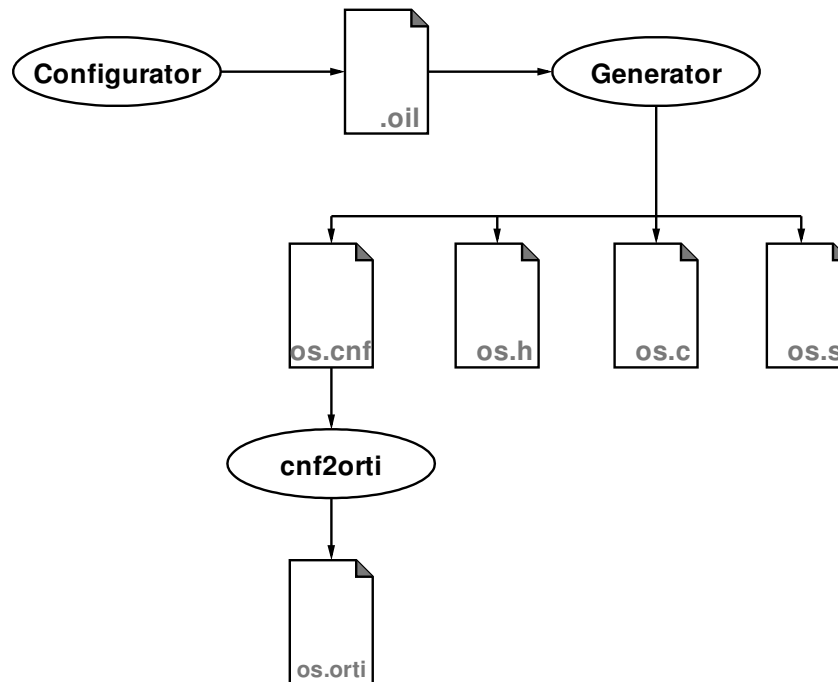 Configurator
.oil
Generator
os.cnf
os.h
os.c
os.s
cnf2orti
os.orti